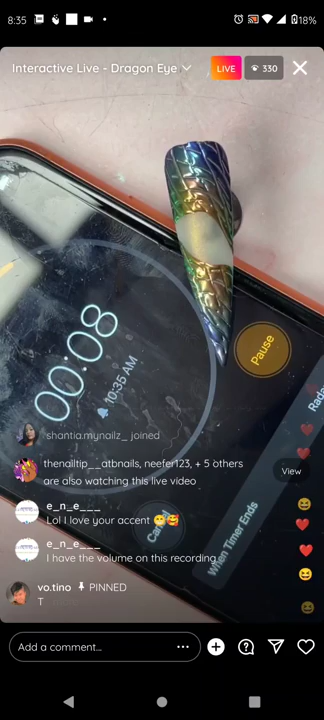 8:35
18%
Interactive Live - Dragon Eye
LIVE
330
00:08
10:35 AM
Pause
shantia.mynailz_ joined
thenailtip__atbnails, neefer123, + 5 others
are also watching this live video
View
e_n_e___
Lol I love your accent 😁🥰
e_n_e___
I have the volume on this recording
When Timer Ends
vo.tino PINNED
T
Add a comment...